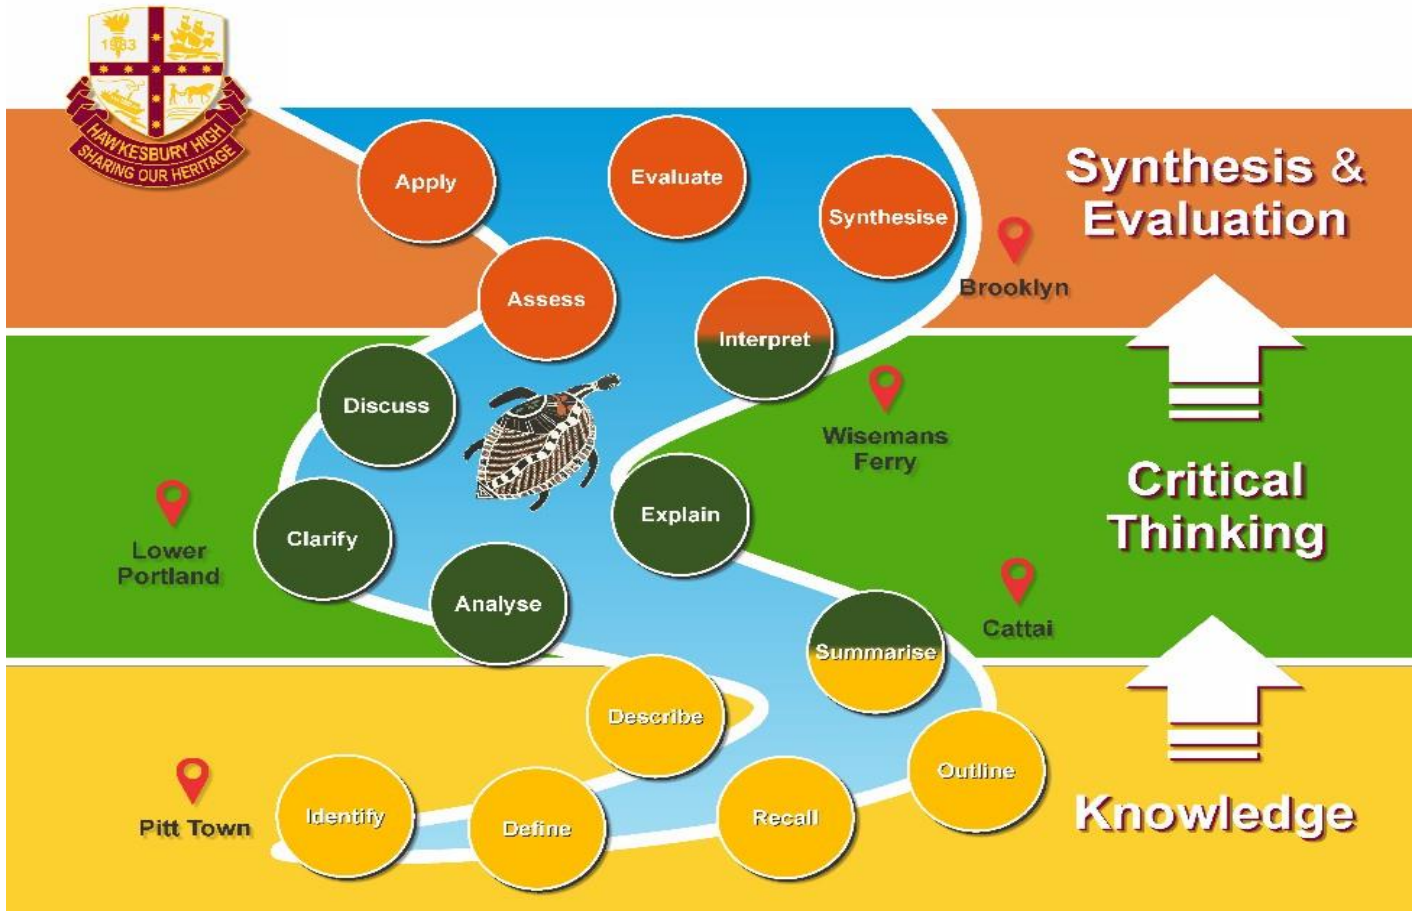 1983
HAWKESBURY HIGH
SHARING OUR HERITAGE
Apply
Evaluate
Synthesise
Synthesis &
Evaluation
Assess
Interpret
Brooklyn
Discuss
Wisemans
Ferry
Clarify
Explain
Critical
Thinking
Lower
Portland
Analyse
Cattai
Summarise
Describe
Outline
Identify
Define
Recall
Pitt Town
Knowledge